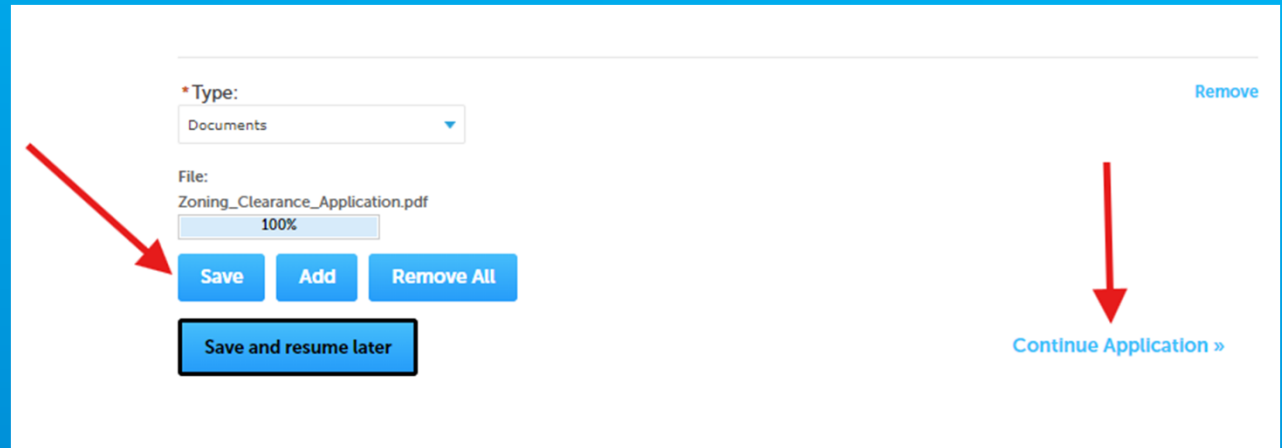 *Type:
Remove
Documents
File:
Zoning_Clearance_Application.pdf
100%
Save Add Remove All
Save and resume later
Continue Application »